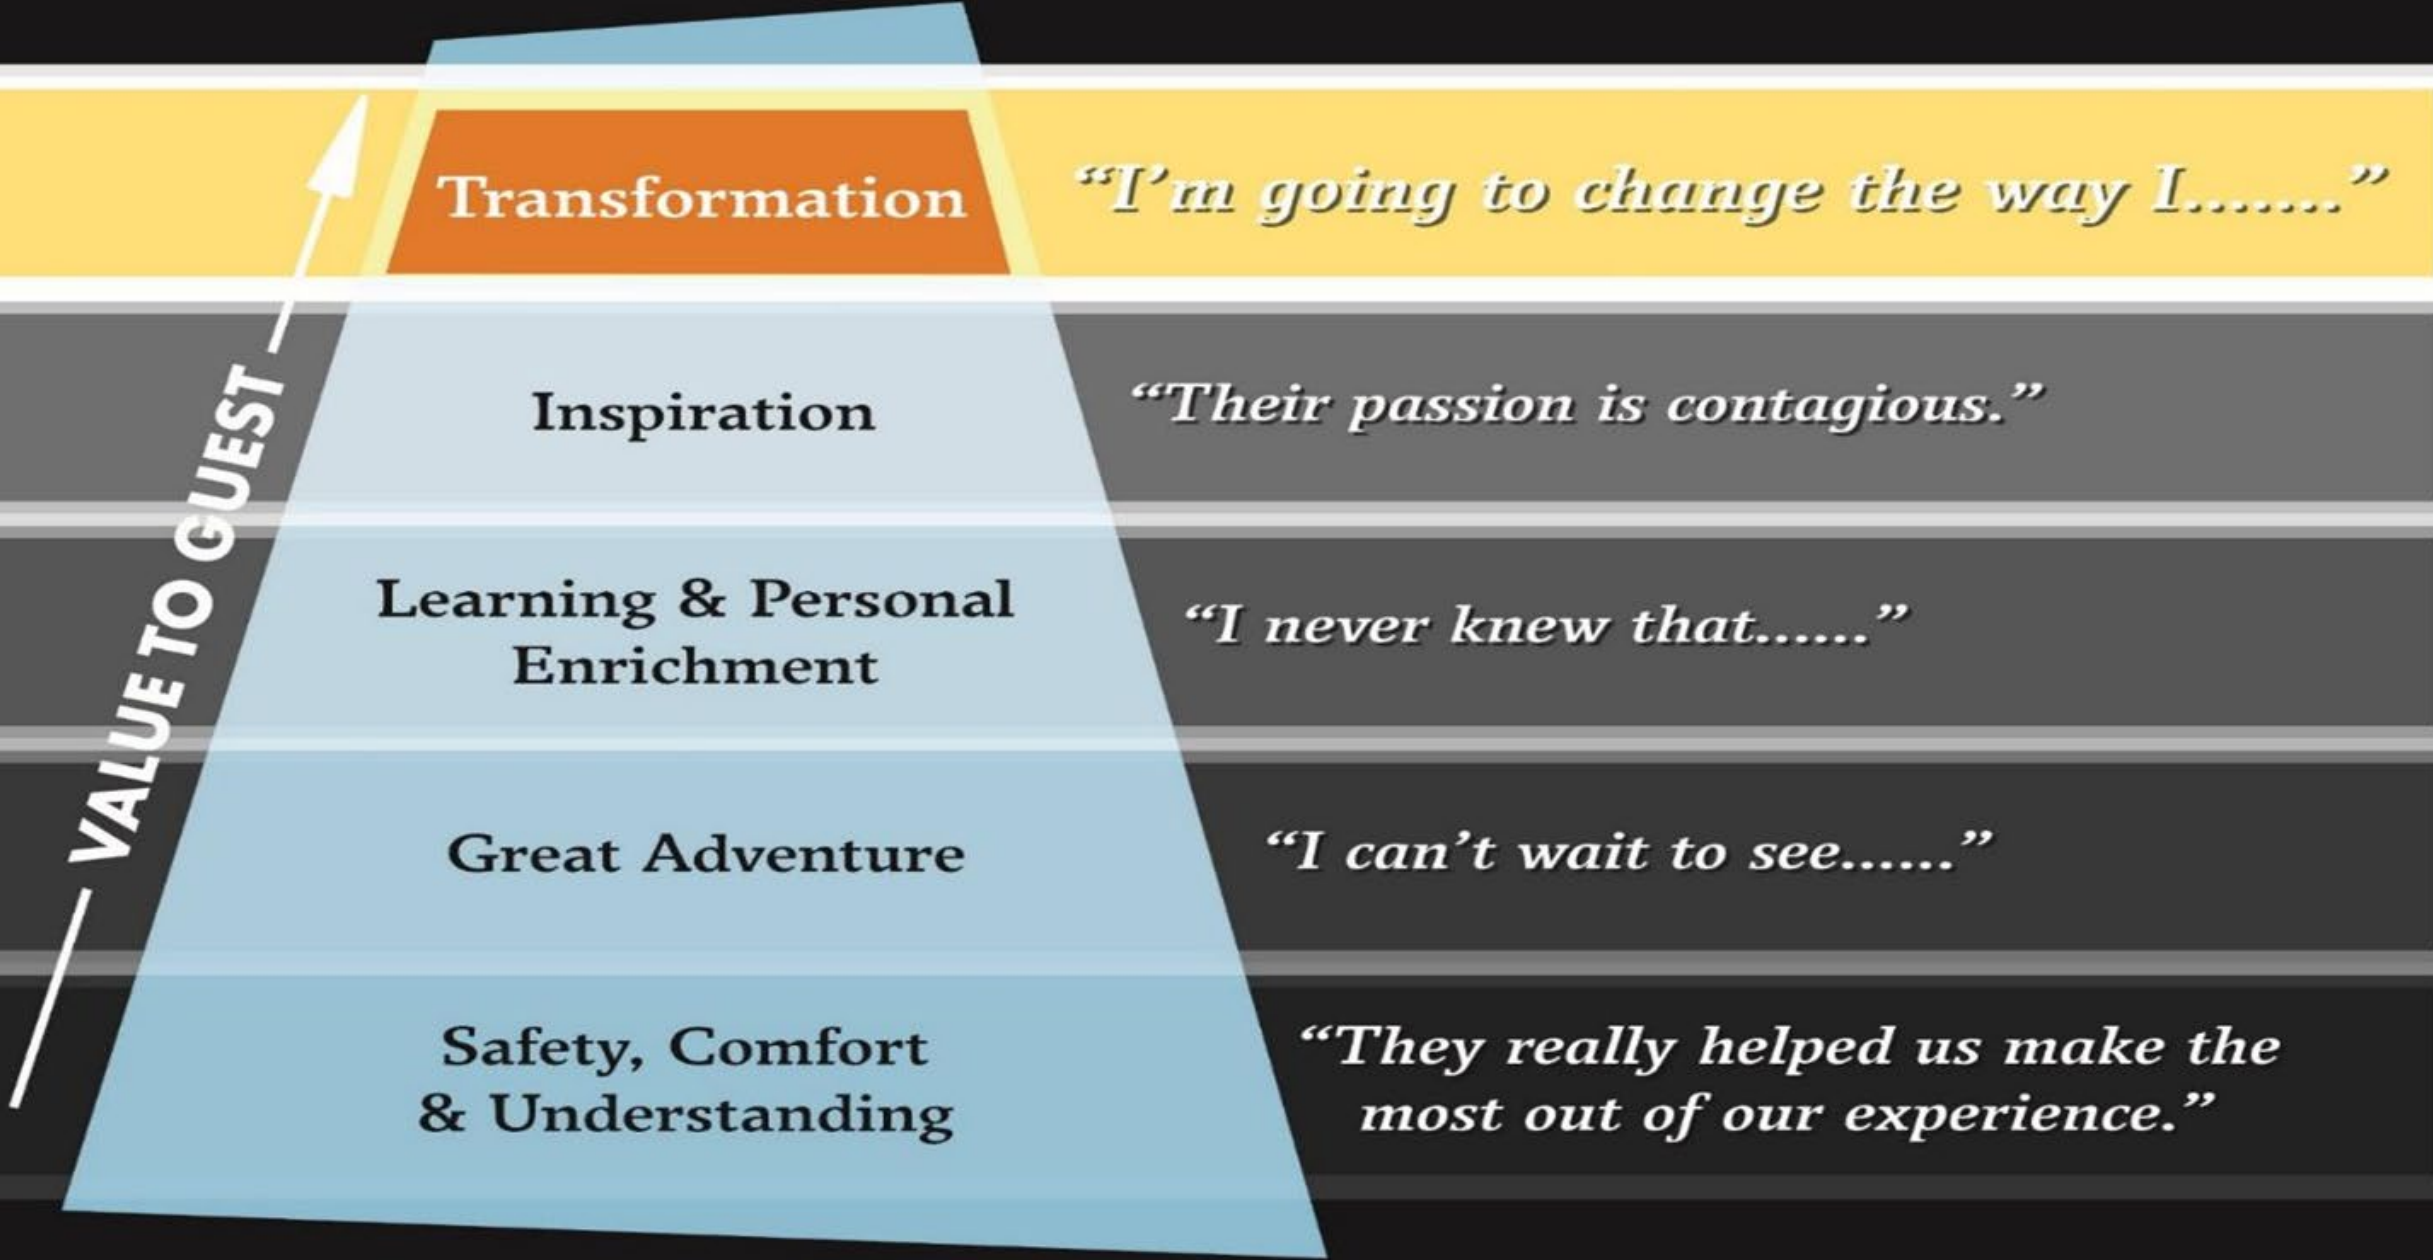 Transformation
“I’m going to change the way I.......”
Inspiration
“Their passion is contagious.”
VALUE TO GUEST
Learning & Personal
Enrichment
“I never knew that......”
Great Adventure
“I can’t wait to see......”
Safety, Comfort
& Understanding
“They really helped us make the
most out of our experience.”